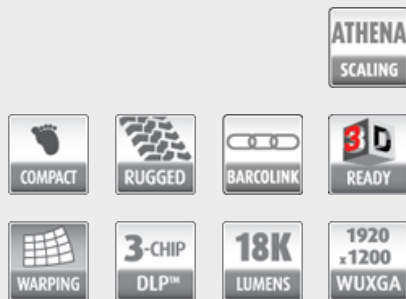 ATHENA
SCALING
COMPACT
RUGGED
BARCOLINK
3D
READY
WARPING
3-CHIP
DLP™
18K
LUMENS
1920
x1200
WUXGA